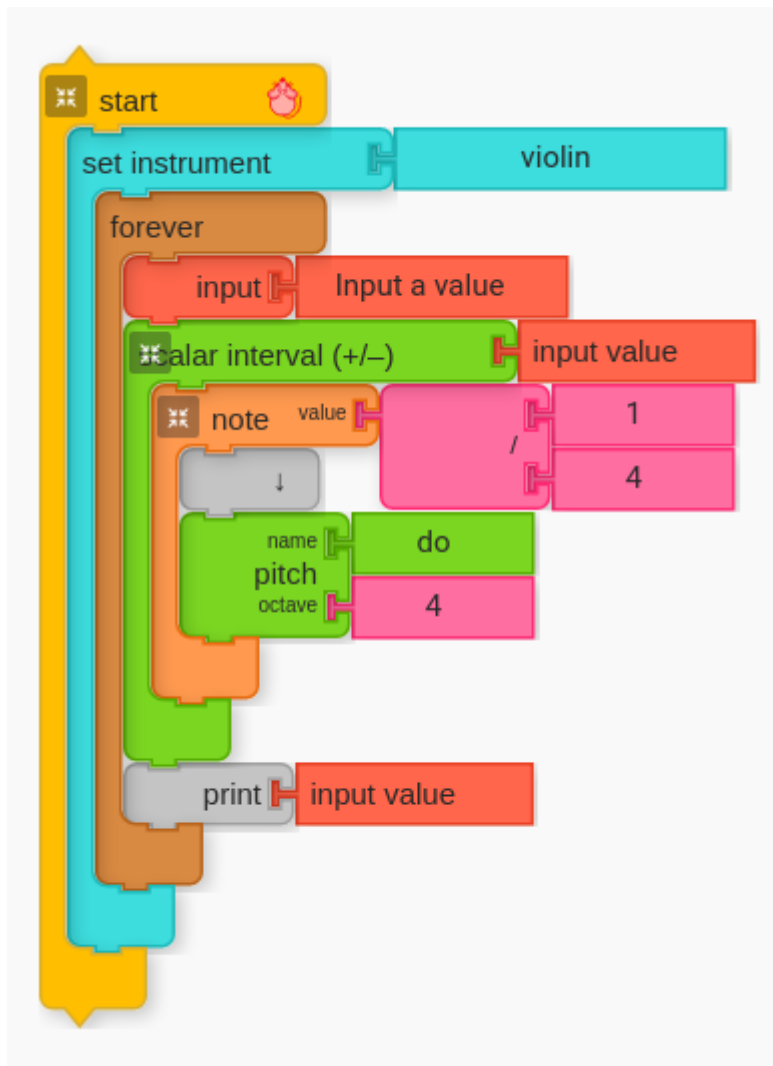 start
set instrument violin
forever
input Input a value
scalar interval (+/–) input value
note value 1
/
4
↓
name do
pitch
octave 4
print input value